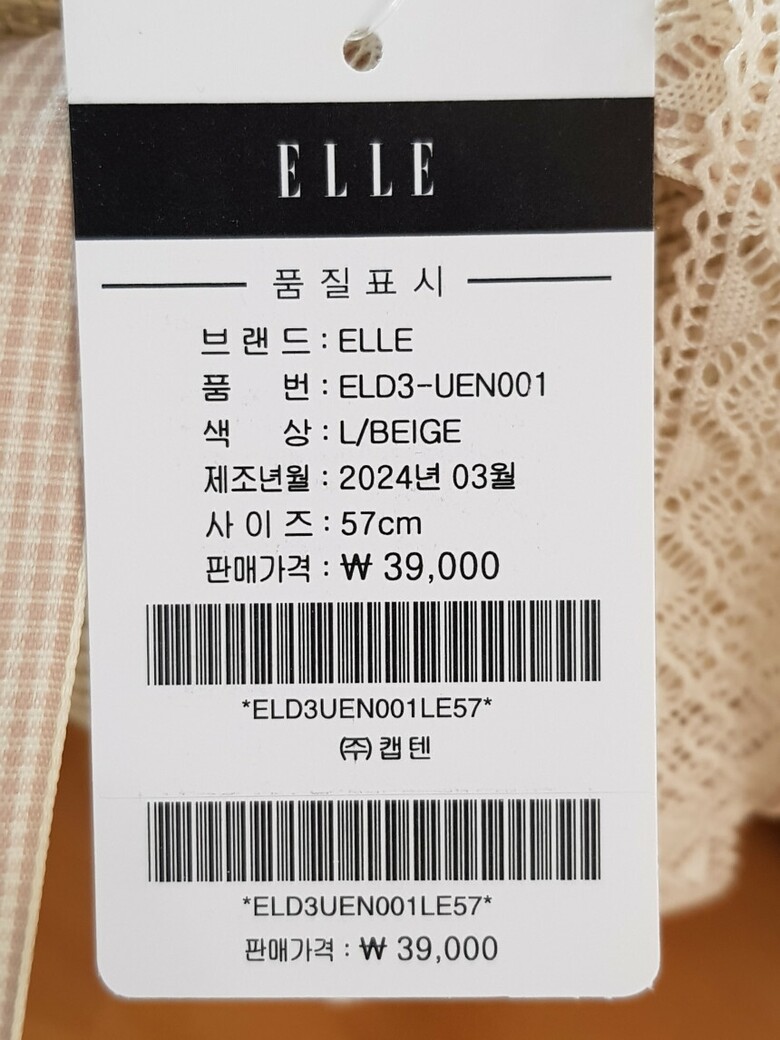 ELLE
품질표시
브랜드 : ELLE
품번 : ELD3-UEN001
색상 : L/BEIGE
제조년월 : 2024년 03월
사이즈 : 57cm
판매가격 : ₩ 39,000
*ELD3UEN001LE57*
㈜캡텐
*ELD3UEN001LE57*
판매가격 : ₩ 39,000